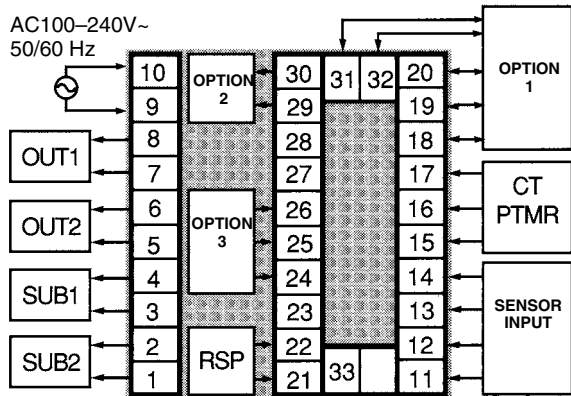 AC100–240V~
50/60 Hz
10
9
8
7
6
5
4
3
2
1
OUT1
OUT2
SUB1
SUB2
OPTION
2
OPTION
3
RSP
30
29
28
27
26
25
24
23
22
21
31
32
33
20
19
18
17
16
15
14
13
12
11
OPTION
1
CT
PTMR
SENSOR
INPUT